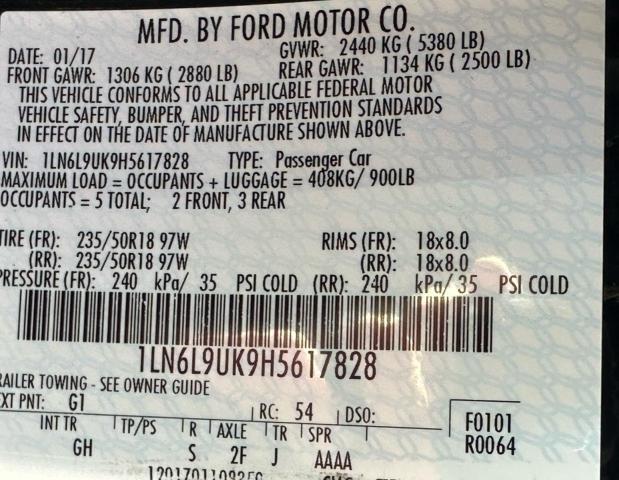 MFD. BY FORD MOTOR CO.
DATE: 01/17 GVWR: 2440 KG ( 5380 LB)
FRONT GAWR: 1306 KG ( 2880 LB) REAR GAWR: 1134 KG ( 2500 LB)
THIS VEHICLE CONFORMS TO ALL APPLICABLE FEDERAL MOTOR
VEHICLE SAFETY, BUMPER, AND THEFT PREVENTION STANDARDS
IN EFFECT ON THE DATE OF MANUFACTURE SHOWN ABOVE.
VIN: 1LN6L9UK9H5617828 TYPE: Passenger Car
MAXIMUM LOAD = OCCUPANTS + LUGGAGE = 408KG/ 900LB
OCCUPANTS = 5 TOTAL; 2 FRONT, 3 REAR
TIRE (FR): 235/50R18 97W RIMS (FR): 18x8.0
(RR): 235/50R18 97W (RR): 18x8.0
PRESSURE (FR): 240 kPa/ 35 PSI COLD (RR): 240 kPa/ 35 PSI COLD
1LN6L9UK9H5617828
RAILER TOWING - SEE OWNER GUIDE
EXT PNT: G1 RC: 54 DSO: F0101
INT TR TP/PS R AXLE TR SPR R0064
GH S 2F J AAAA